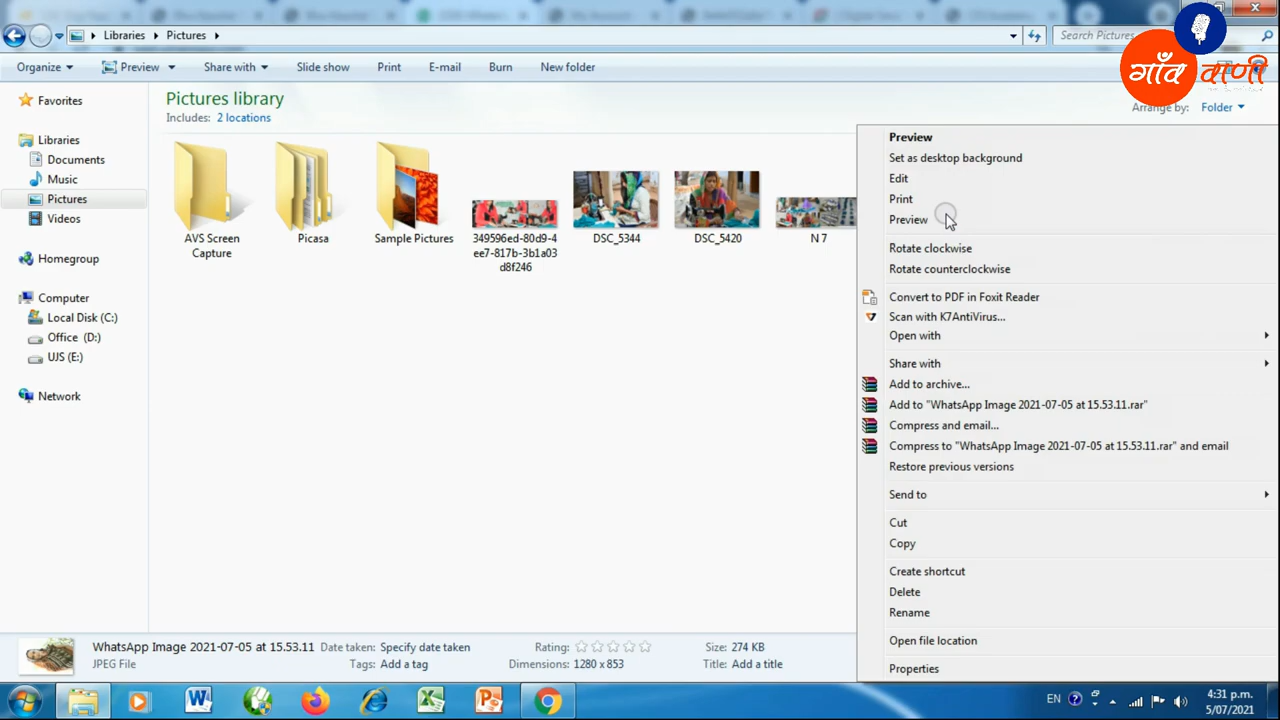 Libraries
Pictures
Search Pictures
गाँव वाणी
Organize
Preview
Share with
Slide show
Print
E-mail
Burn
New folder
Favorites
Libraries
Documents
Music
Pictures
Videos
Homegroup
Computer
Local Disk (C:)
Office (D:)
UJS (E:)
Network
Pictures library
Includes: 2 locations
Arrange by: Folder
AVS Screen
Capture
Picasa
Sample Pictures
349596ed-80d9-4
ee7-817b-3b1a03
d8f246
DSC_5344
DSC_5420
N 7
Preview
Set as desktop background
Edit
Print
Preview
Rotate clockwise
Rotate counterclockwise
Convert to PDF in Foxit Reader
Scan with K7AntiVirus...
Open with
Share with
Add to archive...
Add to "WhatsApp Image 2021-07-05 at 15.53.11.rar"
Compress and email...
Compress to "WhatsApp Image 2021-07-05 at 15.53.11.rar" and email
Restore previous versions
Send to
Cut
Copy
Create shortcut
Delete
Rename
Open file location
Properties
WhatsApp Image 2021-07-05 at 15.53.11
JPEG File
Date taken: Specify date taken
Tags: Add a tag
Rating:
Dimensions: 1280 x 853
Size: 274 KB
Title: Add a title
EN
4:31 p.m.
5/07/2021